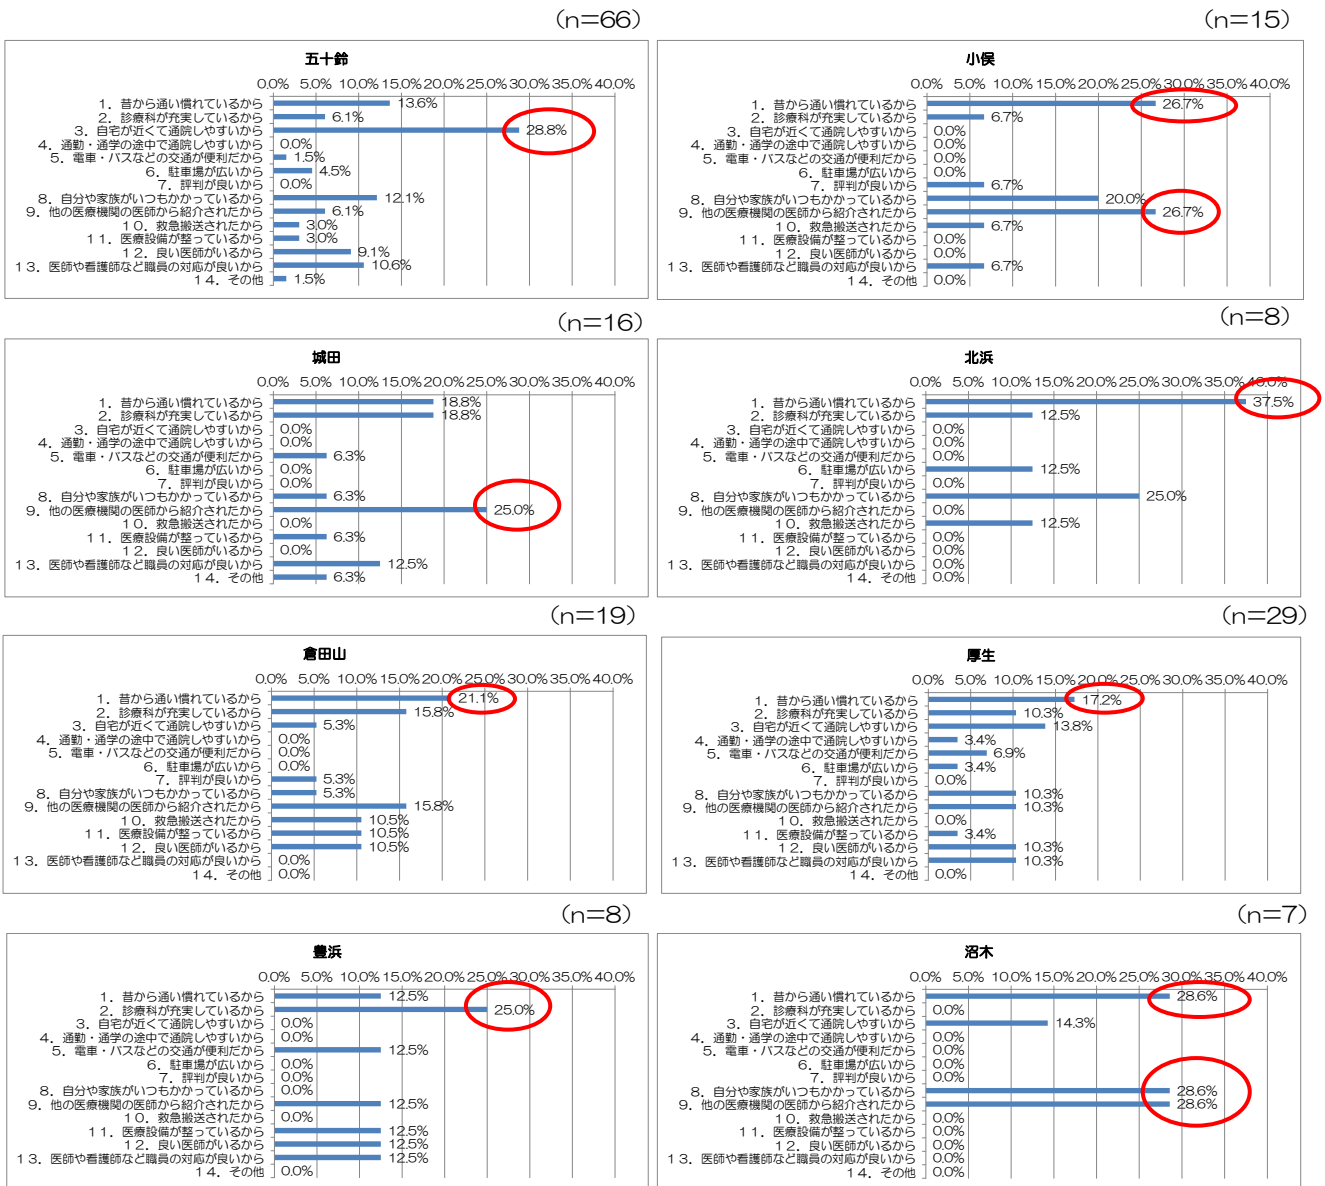 （n=66）
五十鈴
0.0% 5.0% 10.0% 15.0% 20.0% 25.0% 30.0% 35.0% 40.0%
1．昔から通い慣れているから 13.6%
2．診療科が充実しているから 6.1%
3．自宅が近くて通院しやすいから 28.8%
4．通勤・通学の途中で通院しやすいから 0.0%
5．電車・バスなどの交通が便利だから 1.5%
6．駐車場が広いから 4.5%
7．評判が良いから 0.0%
8．自分や家族がいつもかかっているから 12.1%
9．他の医療機関の医師から紹介されたから 6.1%
10．救急搬送されたから 3.0%
11．医療設備が整っているから 3.0%
12．良い医師がいるから 9.1%
13．医師や看護師など職員の対応が良いから 10.6%
14．その他 1.5%
（n=15）
小俣
0.0% 5.0% 10.0% 15.0% 20.0% 25.0% 30.0% 35.0% 40.0%
1．昔から通い慣れているから 26.7%
2．診療科が充実しているから 6.7%
3．自宅が近くて通院しやすいから 0.0%
4．通勤・通学の途中で通院しやすいから 0.0%
5．電車・バスなどの交通が便利だから 0.0%
6．駐車場が広いから 0.0%
7．評判が良いから 6.7%
8．自分や家族がいつもかかっているから 20.0%
9．他の医療機関の医師から紹介されたから 26.7%
10．救急搬送されたから 6.7%
11．医療設備が整っているから 0.0%
12．良い医師がいるから 0.0%
13．医師や看護師など職員の対応が良いから 6.7%
14．その他 0.0%
（n=16）
城田
0.0% 5.0% 10.0% 15.0% 20.0% 25.0% 30.0% 35.0% 40.0%
1．昔から通い慣れているから 18.8%
2．診療科が充実しているから 18.8%
3．自宅が近くて通院しやすいから 0.0%
4．通勤・通学の途中で通院しやすいから 0.0%
5．電車・バスなどの交通が便利だから 6.3%
6．駐車場が広いから 0.0%
7．評判が良いから 0.0%
8．自分や家族がいつもかかっているから 6.3%
9．他の医療機関の医師から紹介されたから 25.0%
10．救急搬送されたから 0.0%
11．医療設備が整っているから 6.3%
12．良い医師がいるから 0.0%
13．医師や看護師など職員の対応が良いから 12.5%
14．その他 6.3%
（n=8）
北浜
0.0% 5.0% 10.0% 15.0% 20.0% 25.0% 30.0% 35.0% 40.0%
1．昔から通い慣れているから 37.5%
2．診療科が充実しているから 12.5%
3．自宅が近くて通院しやすいから 0.0%
4．通勤・通学の途中で通院しやすいから 0.0%
5．電車・バスなどの交通が便利だから 0.0%
6．駐車場が広いから 12.5%
7．評判が良いから 0.0%
8．自分や家族がいつもかかっているから 25.0%
9．他の医療機関の医師から紹介されたから 0.0%
10．救急搬送されたから 12.5%
11．医療設備が整っているから 0.0%
12．良い医師がいるから 0.0%
13．医師や看護師など職員の対応が良いから 0.0%
14．その他 0.0%
（n=19）
倉田山
0.0% 5.0% 10.0% 15.0% 20.0% 25.0% 30.0% 35.0% 40.0%
1．昔から通い慣れているから 21.1%
2．診療科が充実しているから 15.8%
3．自宅が近くて通院しやすいから 5.3%
4．通勤・通学の途中で通院しやすいから 0.0%
5．電車・バスなどの交通が便利だから 0.0%
6．駐車場が広いから 0.0%
7．評判が良いから 5.3%
8．自分や家族がいつもかかっているから 5.3%
9．他の医療機関の医師から紹介されたから 15.8%
10．救急搬送されたから 10.5%
11．医療設備が整っているから 10.5%
12．良い医師がいるから 10.5%
13．医師や看護師など職員の対応が良いから 0.0%
14．その他 0.0%
（n=29）
厚生
0.0% 5.0% 10.0% 15.0% 20.0% 25.0% 30.0% 35.0% 40.0%
1．昔から通い慣れているから 17.2%
2．診療科が充実しているから 10.3%
3．自宅が近くて通院しやすいから 13.8%
4．通勤・通学の途中で通院しやすいから 3.4%
5．電車・バスなどの交通が便利だから 6.9%
6．駐車場が広いから 3.4%
7．評判が良いから 0.0%
8．自分や家族がいつもかかっているから 10.3%
9．他の医療機関の医師から紹介されたから 10.3%
10．救急搬送されたから 0.0%
11．医療設備が整っているから 3.4%
12．良い医師がいるから 10.3%
13．医師や看護師など職員の対応が良いから 10.3%
14．その他 0.0%
（n=8）
豊浜
0.0% 5.0% 10.0% 15.0% 20.0% 25.0% 30.0% 35.0% 40.0%
1．昔から通い慣れているから 12.5%
2．診療科が充実しているから 25.0%
3．自宅が近くて通院しやすいから 0.0%
4．通勤・通学の途中で通院しやすいから 0.0%
5．電車・バスなどの交通が便利だから 12.5%
6．駐車場が広いから 0.0%
7．評判が良いから 0.0%
8．自分や家族がいつもかかっているから 0.0%
9．他の医療機関の医師から紹介されたから 12.5%
10．救急搬送されたから 0.0%
11．医療設備が整っているから 12.5%
12．良い医師がいるから 12.5%
13．医師や看護師など職員の対応が良いから 12.5%
14．その他 0.0%
（n=7）
沼木
0.0% 5.0% 10.0% 15.0% 20.0% 25.0% 30.0% 35.0% 40.0%
1．昔から通い慣れているから 28.6%
2．診療科が充実しているから 0.0%
3．自宅が近くて通院しやすいから 14.3%
4．通勤・通学の途中で通院しやすいから 0.0%
5．電車・バスなどの交通が便利だから 0.0%
6．駐車場が広いから 0.0%
7．評判が良いから 0.0%
8．自分や家族がいつもかかっているから 28.6%
9．他の医療機関の医師から紹介されたから 28.6%
10．救急搬送されたから 0.0%
11．医療設備が整っているから 0.0%
12．良い医師がいるから 0.0%
13．医師や看護師など職員の対応が良いから 0.0%
14．その他 0.0%